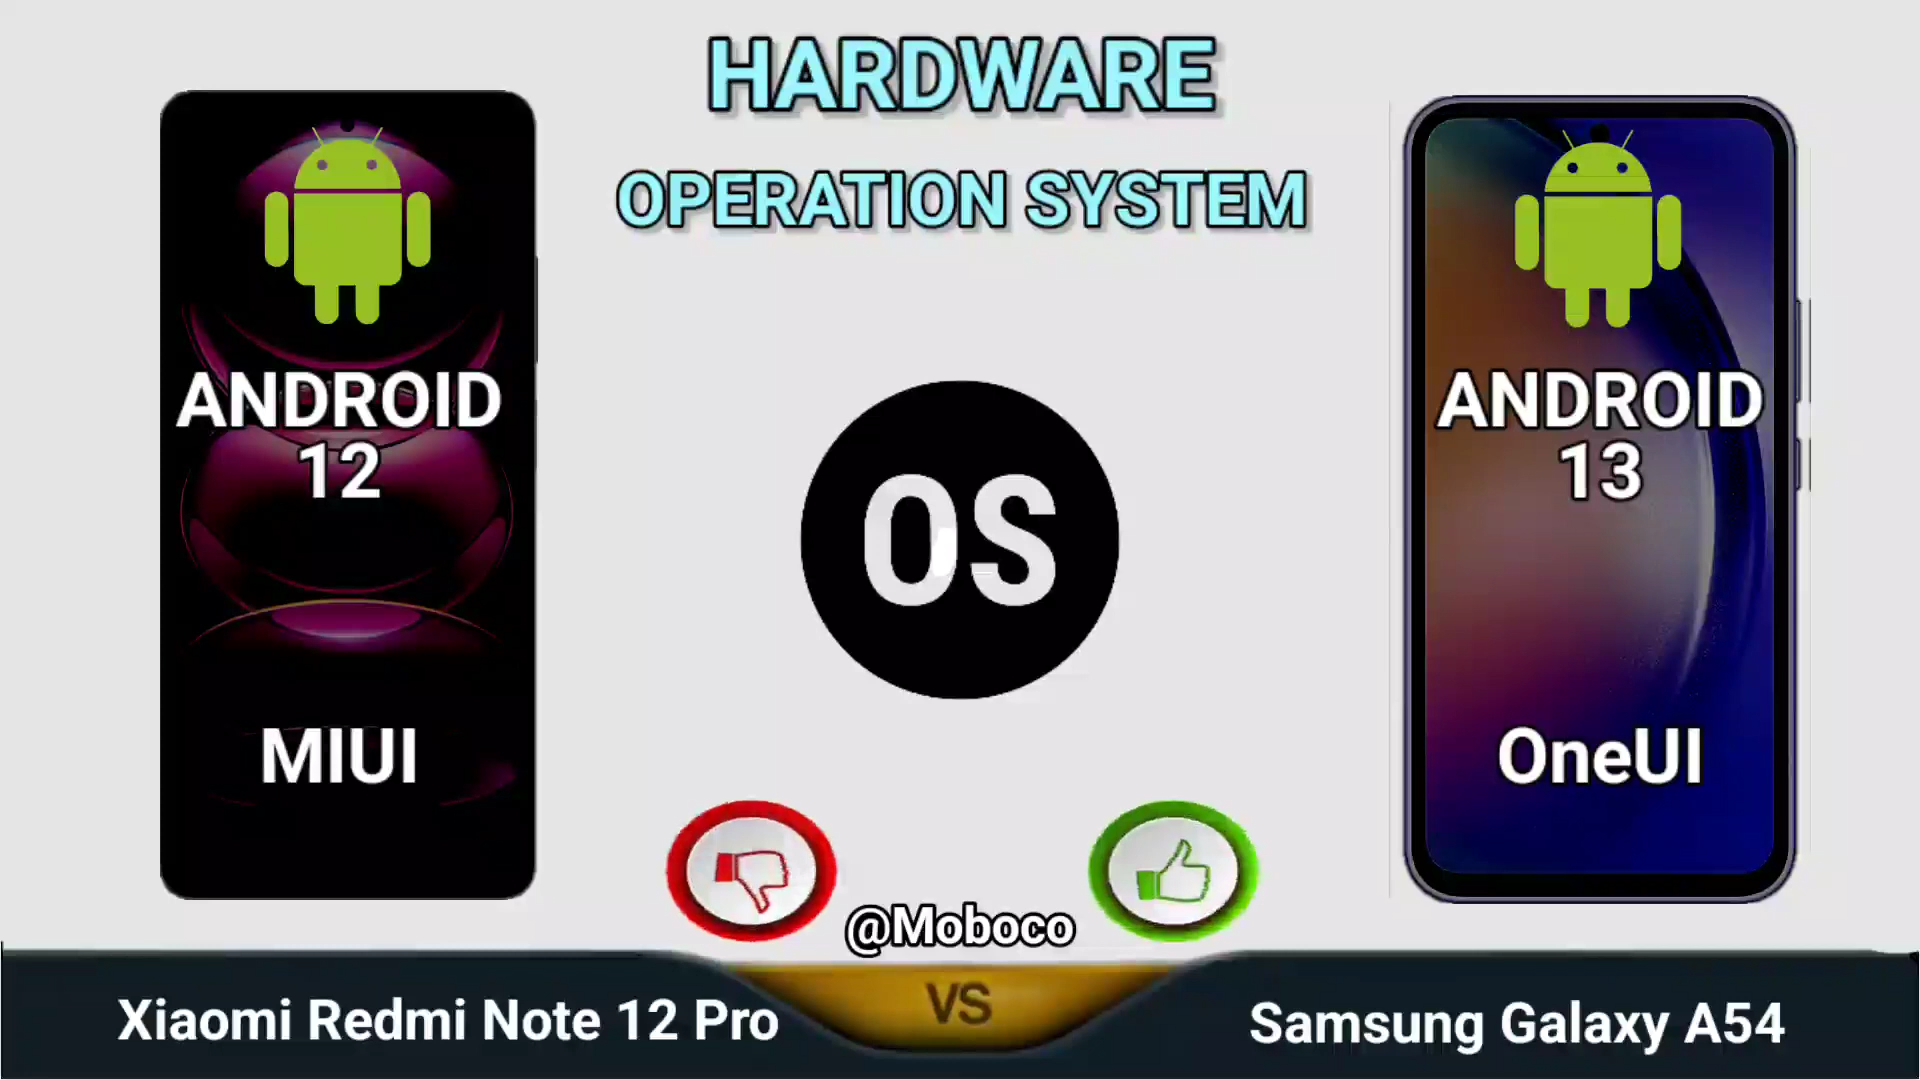 HARDWARE
OPERATION SYSTEM
ANDROID
12
MIUI
OS
ANDROID
13
OneUI
@Moboco
Xiaomi Redmi Note 12 Pro
VS
Samsung Galaxy A54